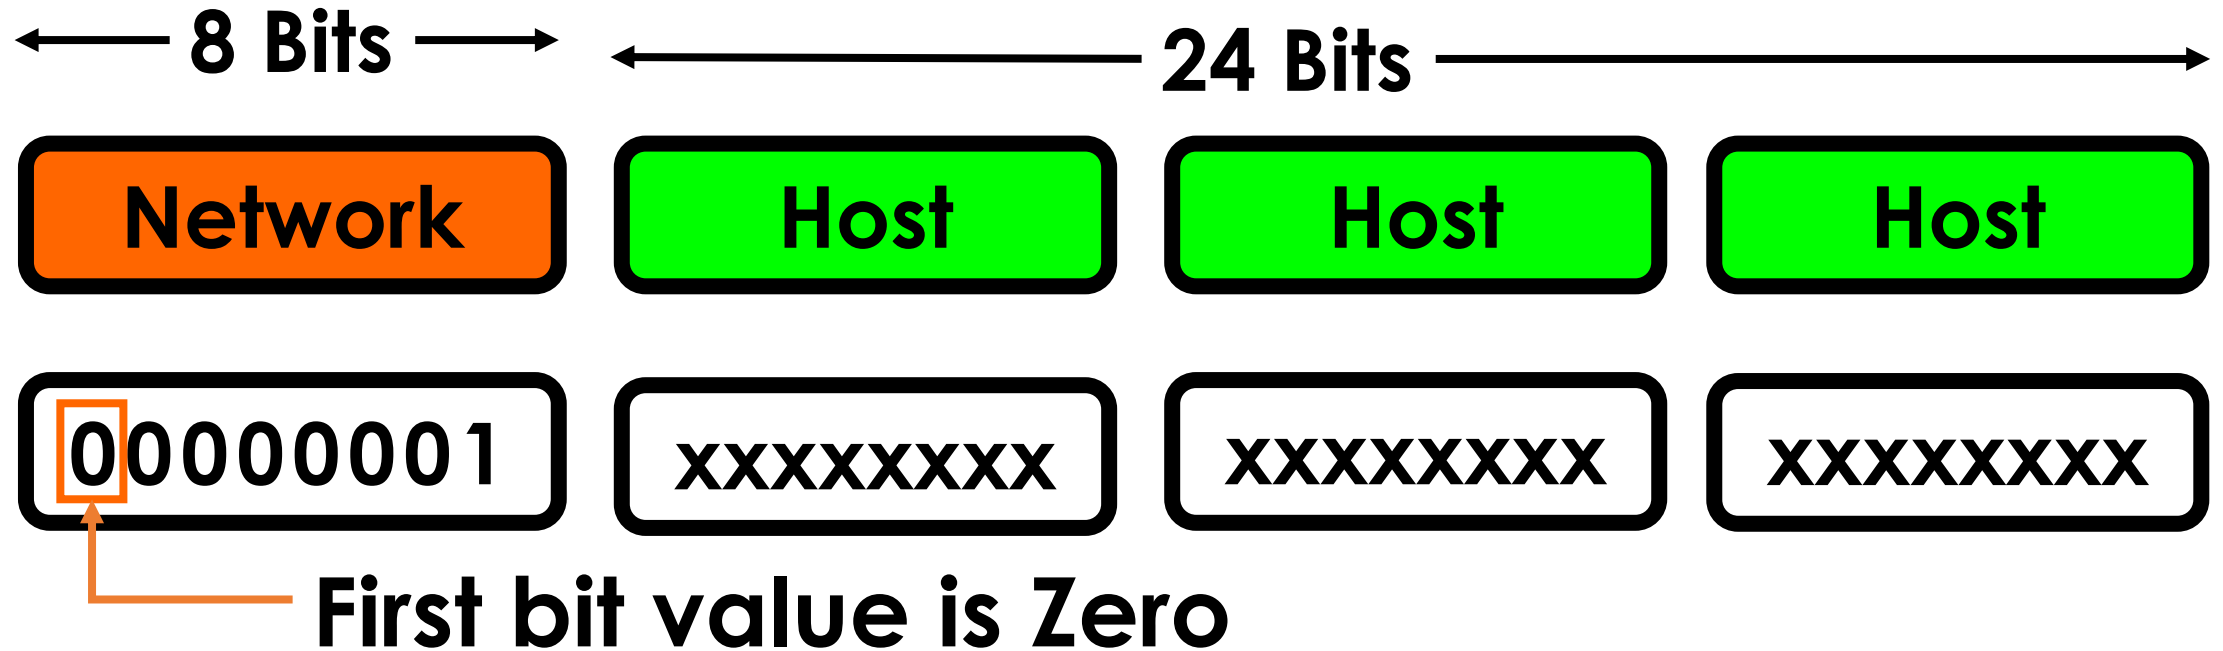 8 Bits 24 Bits
Network Host Host Host
00000001 xxxxxxxx xxxxxxxx xxxxxxxx
First bit value is Zero